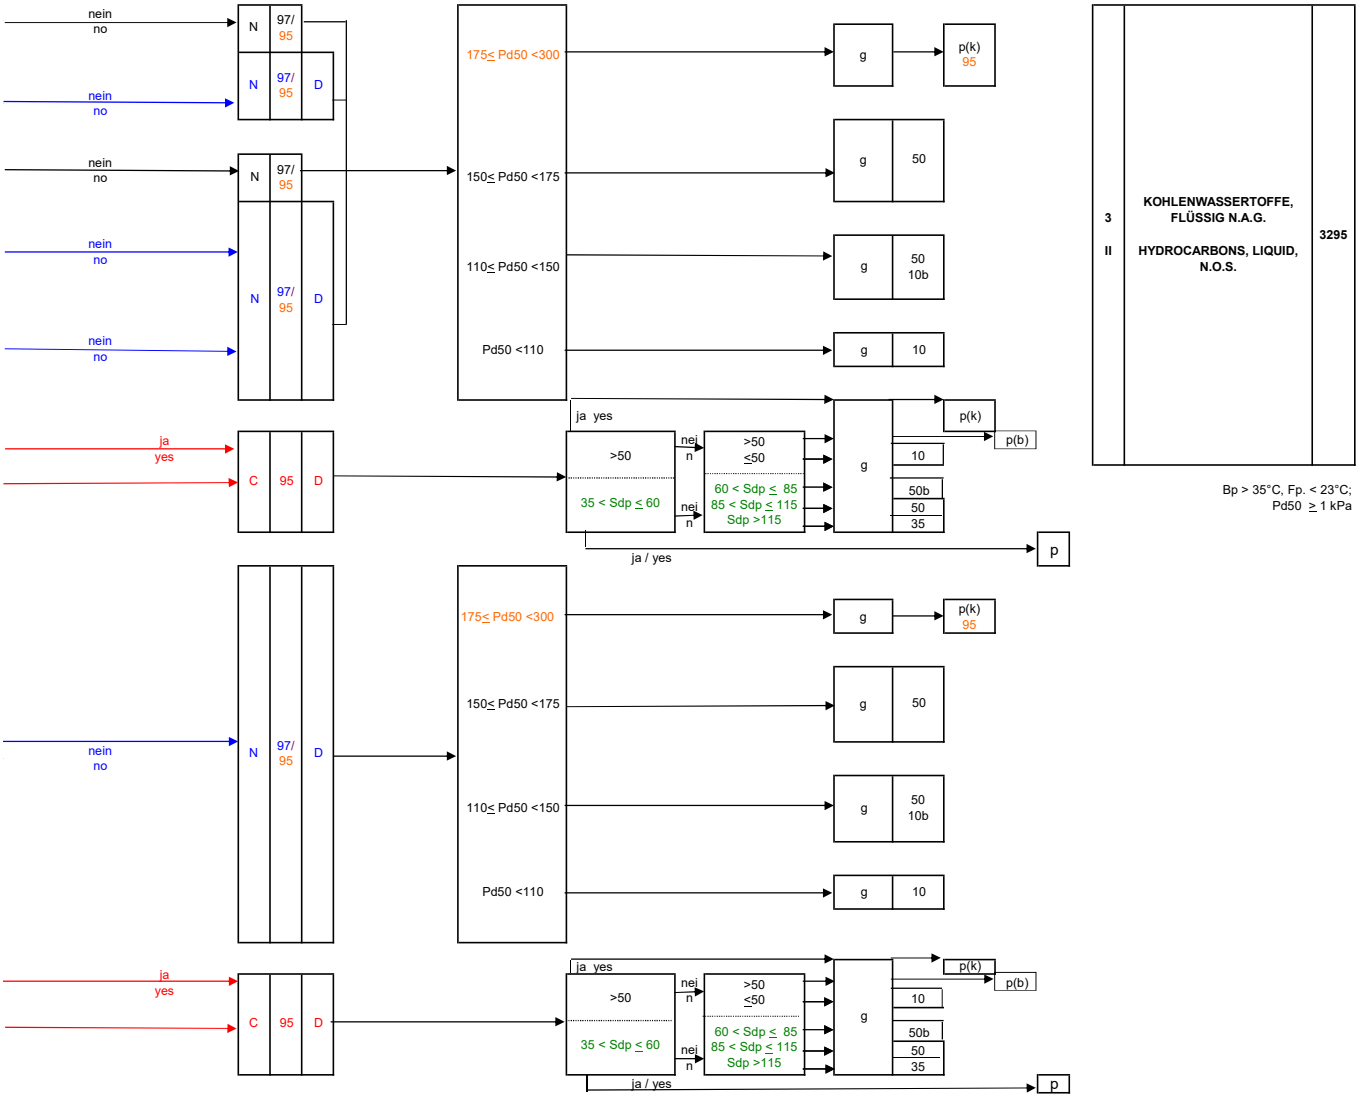 nein
no
N 97/ 95
nein
no
N 97/ 95 D
nein
no
N 97/ 95
nein
no
N 97/ 95 D
nein
no
175≤ Pd50 <300
g
p(k)
95
150≤ Pd50 <175
g 50
110≤ Pd50 <150
g 50
10b
Pd50 <110
g 10
3
II
KOHLENWASSERTOFFE,
FLÜSSIG N.A.G.
HYDROCARBONS, LIQUID,
N.O.S.
3295
Bp > 35°C, Fp. < 23°C;
Pd50 ≥ 1 kPa
ja
yes
C 95 D
ja yes
>50
35 < Sdp ≤ 60
nei
n
nei
n
>50
≤50
60 < Sdp ≤ 85
85 < Sdp ≤ 115
Sdp >115
g
p(k)
p(b)
10
50b
50
35
ja / yes
p
nein
no
N 97/ 95 D
175≤ Pd50 <300
g
p(k)
95
150≤ Pd50 <175
g 50
110≤ Pd50 <150
g 50
10b
Pd50 <110
g 10
ja
yes
C 95 D
ja yes
>50
35 < Sdp ≤ 60
nei
n
nei
n
>50
≤50
60 < Sdp ≤ 85
85 < Sdp ≤ 115
Sdp >115
g
p(k)
p(b)
10
50b
50
35
ja / yes
p